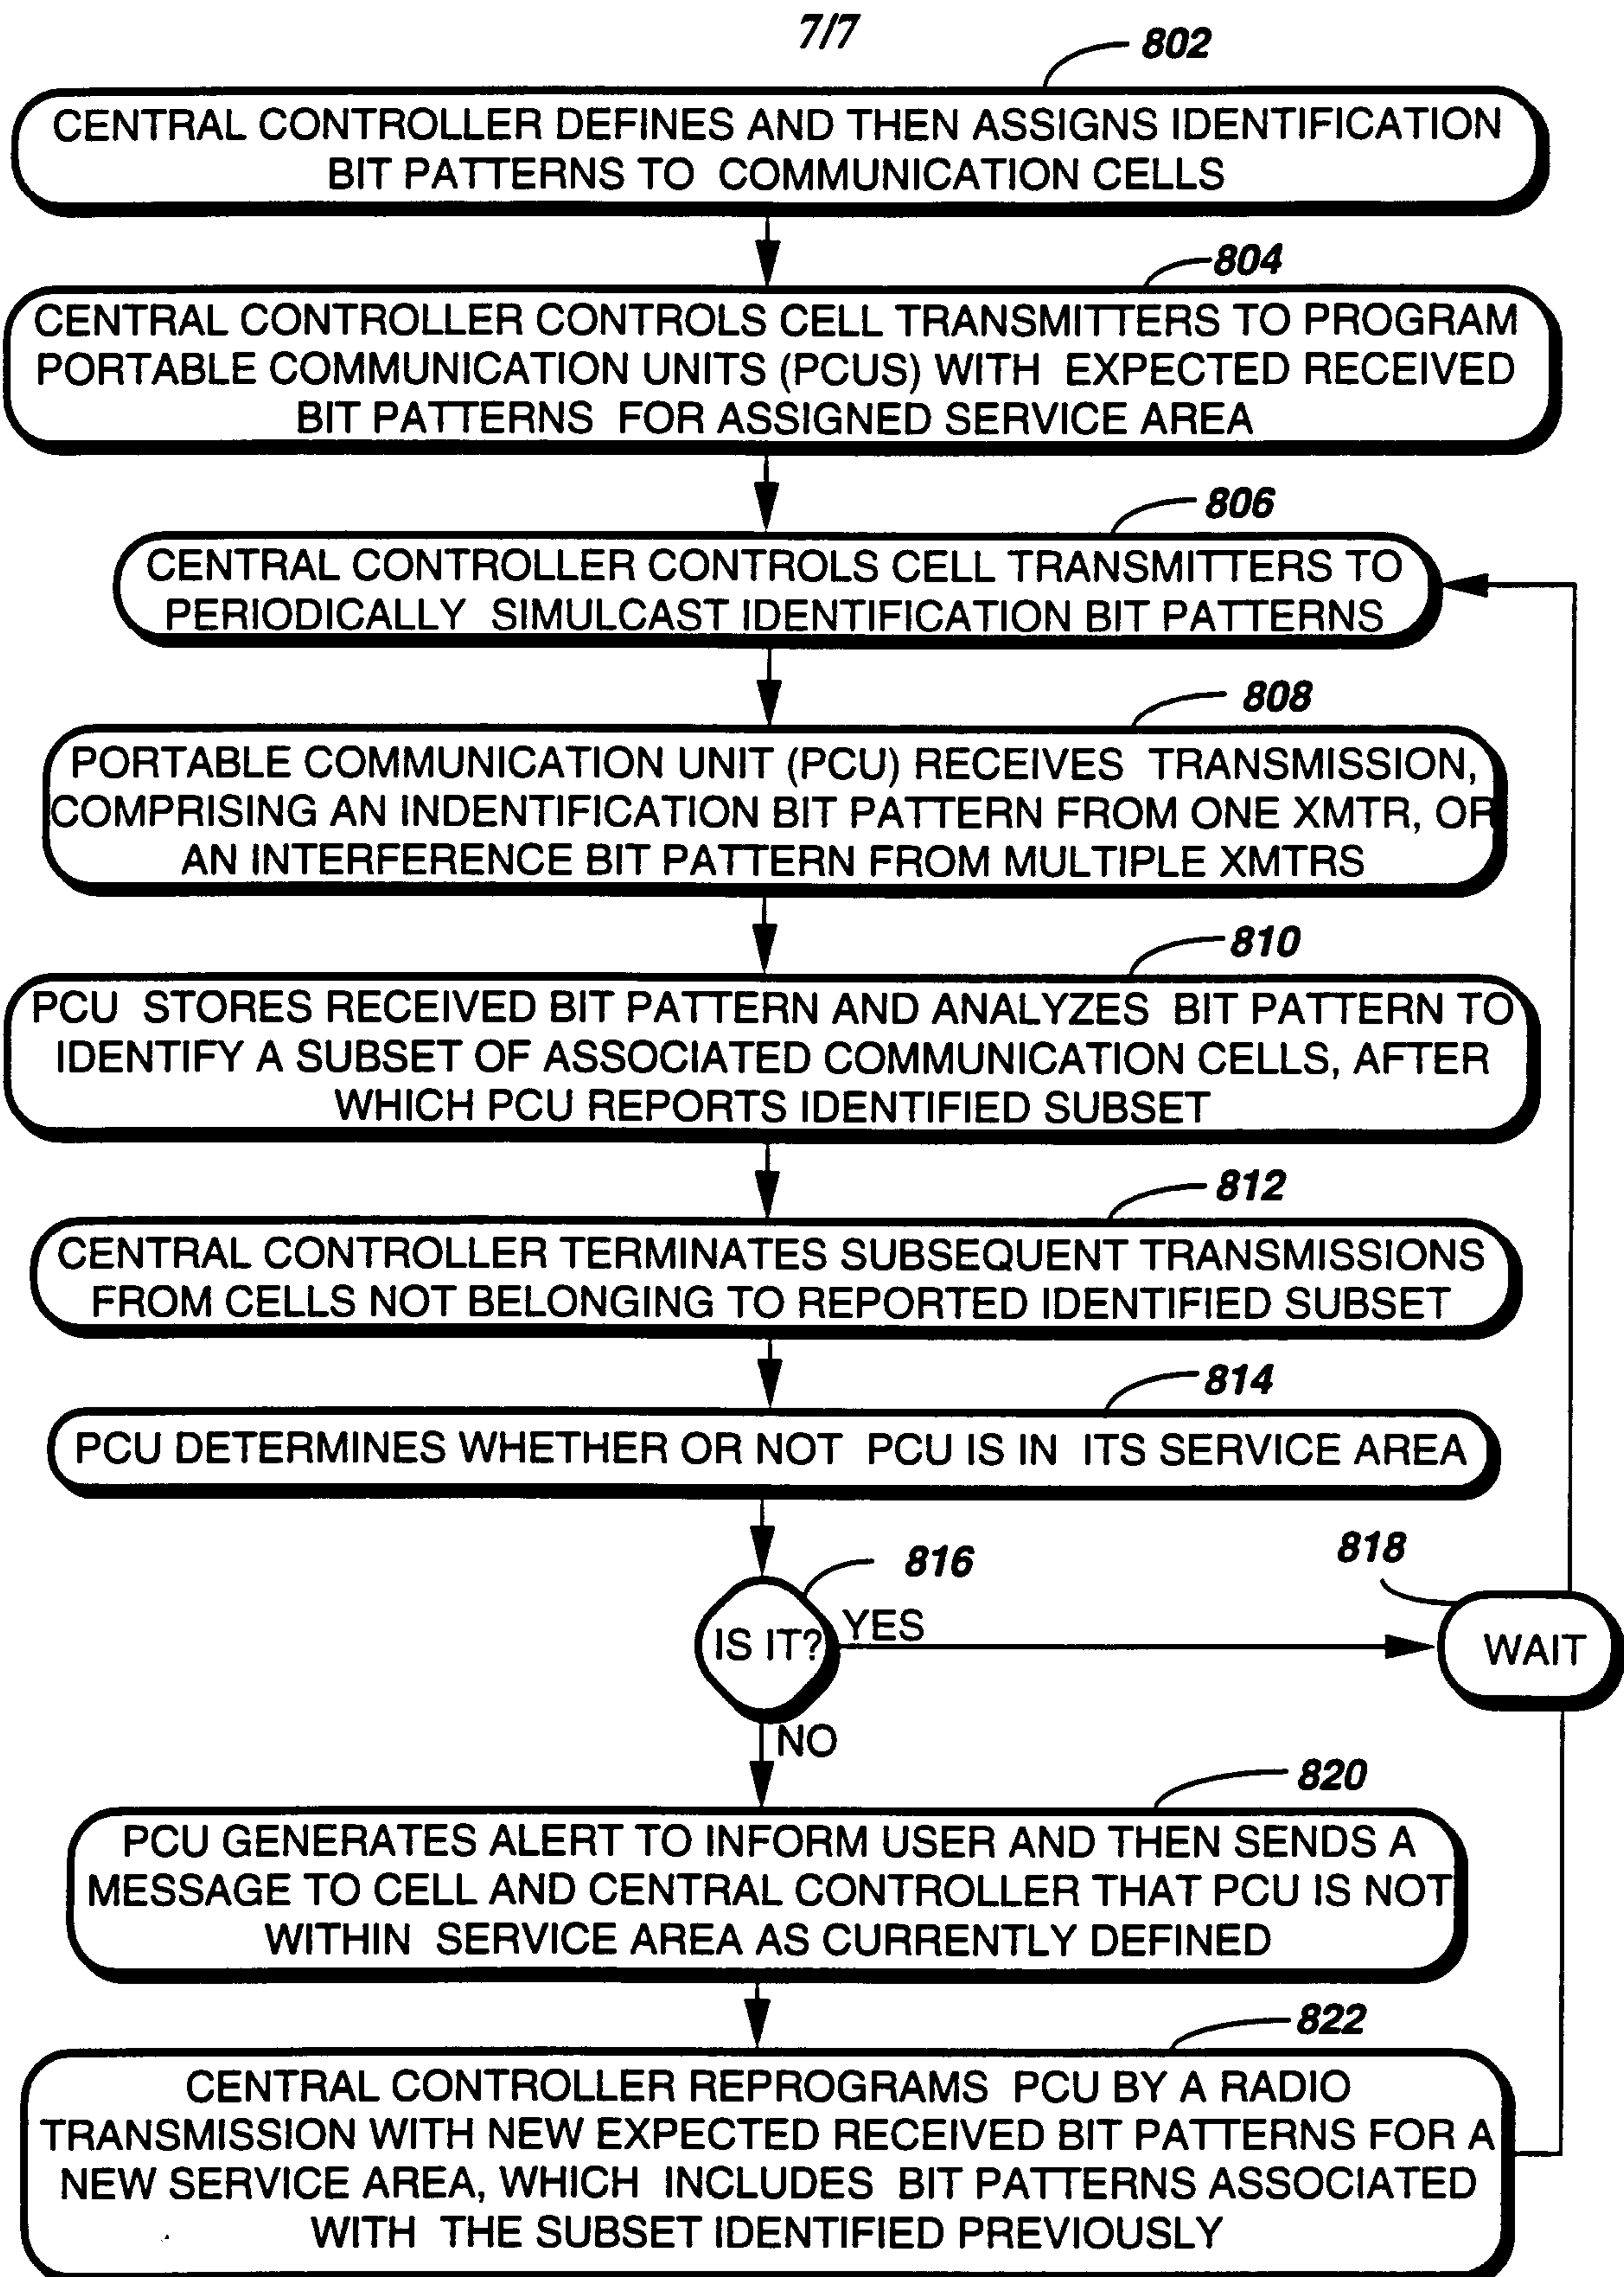 7/7
802
CENTRAL CONTROLLER DEFINES AND THEN ASSIGNS IDENTIFICATION
BIT PATTERNS TO COMMUNICATION CELLS
804
CENTRAL CONTROLLER CONTROLS CELL TRANSMITTERS TO PROGRAM
PORTABLE COMMUNICATION UNITS (PCUS) WITH EXPECTED RECEIVED
BIT PATTERNS FOR ASSIGNED SERVICE AREA
806
CENTRAL CONTROLLER CONTROLS CELL TRANSMITTERS TO
PERIODICALLY SIMULCAST IDENTIFICATION BIT PATTERNS
808
PORTABLE COMMUNICATION UNIT (PCU) RECEIVES TRANSMISSION,
COMPRISING AN INDENTIFICATION BIT PATTERN FROM ONE XMTR, OR
AN INTERFERENCE BIT PATTERN FROM MULTIPLE XMTRS
810
PCU STORES RECEIVED BIT PATTERN AND ANALYZES BIT PATTERN TO
IDENTIFY A SUBSET OF ASSOCIATED COMMUNICATION CELLS, AFTER
WHICH PCU REPORTS IDENTIFIED SUBSET
812
CENTRAL CONTROLLER TERMINATES SUBSEQUENT TRANSMISSIONS
FROM CELLS NOT BELONGING TO REPORTED IDENTIFIED SUBSET
814
PCU DETERMINES WHETHER OR NOT PCU IS IN ITS SERVICE AREA
816
818
IS IT?
YES
WAIT
NO
820
PCU GENERATES ALERT TO INFORM USER AND THEN SENDS A
MESSAGE TO CELL AND CENTRAL CONTROLLER THAT PCU IS NOT
WITHIN SERVICE AREA AS CURRENTLY DEFINED
822
CENTRAL CONTROLLER REPROGRAMS PCU BY A RADIO
TRANSMISSION WITH NEW EXPECTED RECEIVED BIT PATTERNS FOR A
NEW SERVICE AREA, WHICH INCLUDES BIT PATTERNS ASSOCIATED
WITH THE SUBSET IDENTIFIED PREVIOUSLY